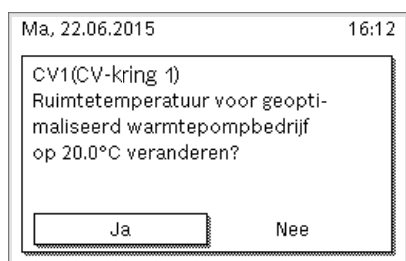 Ma, 22.06.2015 16:12
CV1(CV-kring 1)
Ruimtetemperatuur voor geopti-
maliseerd warmtepompbedrijf
op 20.0°C veranderen?
Ja Nee